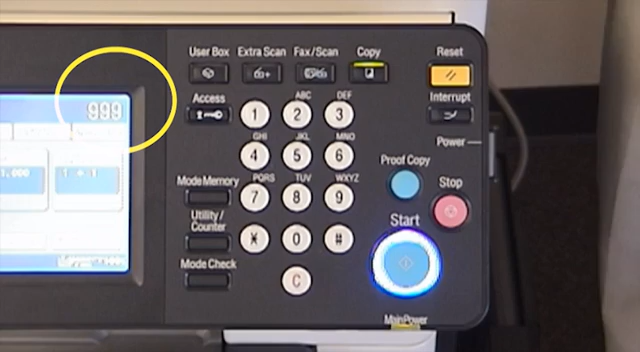 User Box Extra Scan Fax/Scan Copy Reset
Access Interrupt
999
1 ABC 2 DEF 3
Power
GHI 4 JKL 5 MNO 6
Proof Copy
Mode Memory PQRS 7 TUV 8 WXYZ 9 Stop
Utility/
Counter
Start
* 0 #
Mode Check
C
Main Power